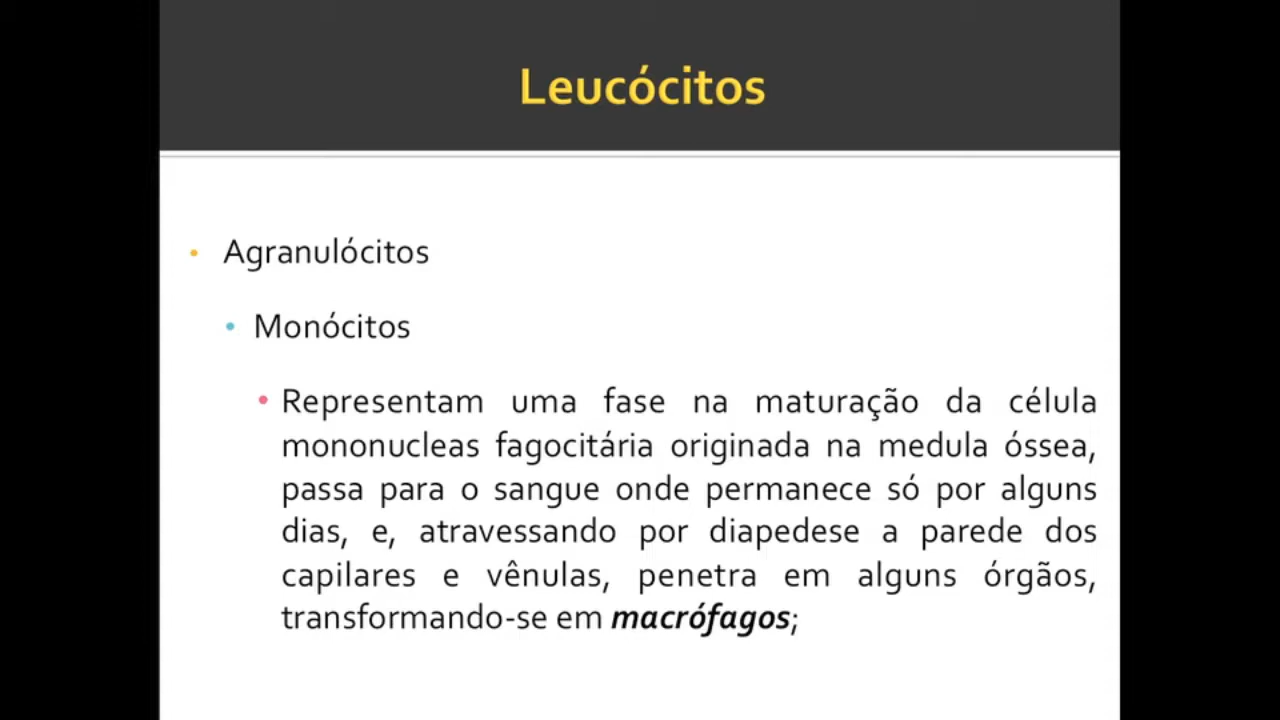 Leucócitos
• Agranulócitos
• Monócitos
• Representam uma fase na maturação da célula
mononucleas fagocitária originada na medula óssea,
passa para o sangue onde permanece só por alguns
dias, e, atravessando por diapedese a parede dos
capilares e vênulas, penetra em alguns órgãos,
transformando-se em macrófagos;